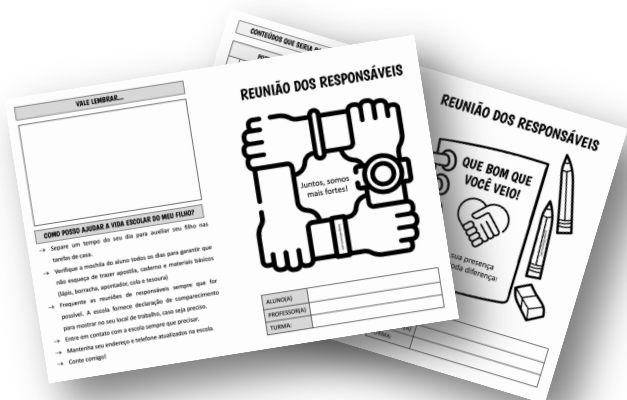 VALE LEMBRAR...
COMO POSSO AJUDAR A VIDA ESCOLAR DO MEU FILHO?
→ Separe um tempo do seu dia para auxiliar seu filho nas
tarefas de casa.
→ Verifique a mochila do aluno todos os dias para garantir que
não esqueça de trazer apostila, caderno e materiais básicos
(lápis, borracha, apontador, cola e tesoura)
→ Frequente as reuniões de responsáveis sempre que for
possível. A escola fornece declaração de comparecimento
para mostrar no seu local de trabalho, caso seja preciso.
→ Entre em contato com a escola sempre que precisar.
→ Mantenha seu endereço e telefone atualizados na escola.
→ Conte comigo!
REUNIÃO DOS RESPONSÁVEIS
Juntos, somos
mais fortes!
ALUNO(A)
PROFESSOR(A)
TURMA:
CONTEÚDOS QUE
REUNIÃO DOS RESPONSÁVEIS
QUE BOM QUE
VOCÊ VEIO!
sua presença
toda diferença!